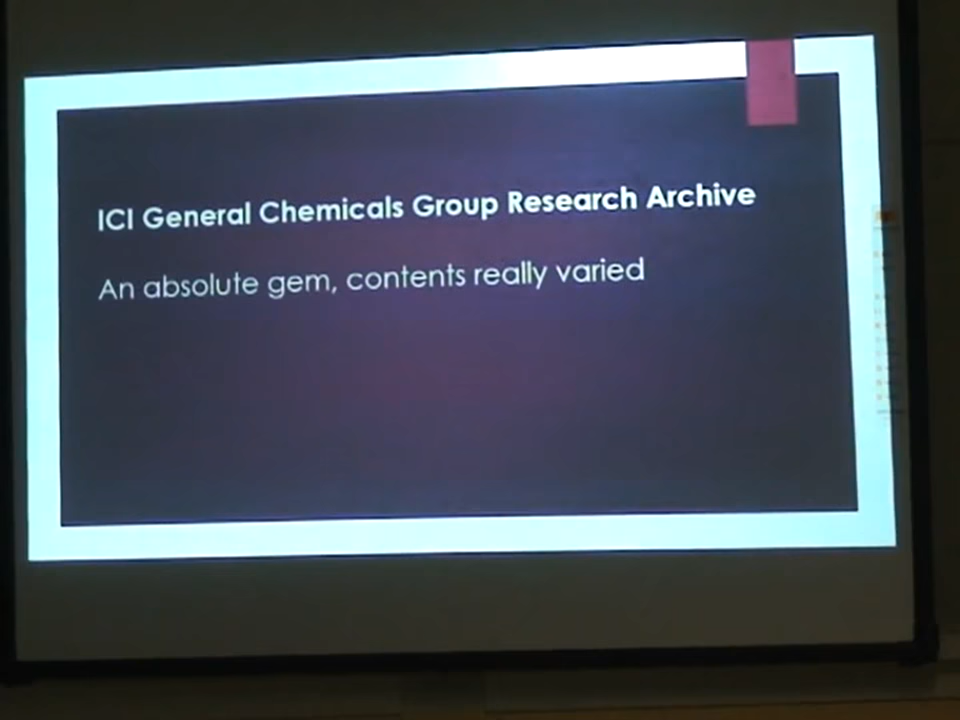 ICI General Chemicals Group Research Archive
An absolute gem, contents really varied